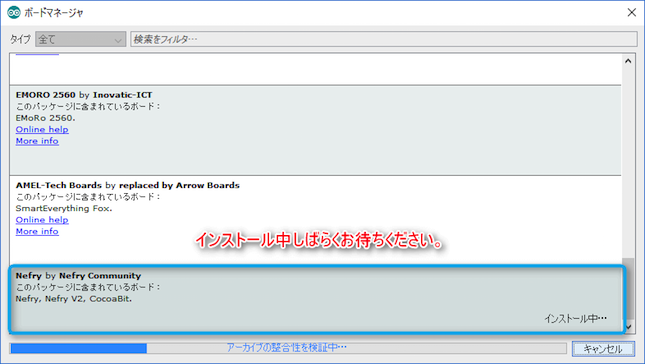 ボードマネージャ
タイプ 全て 検索をフィルタ…
EMORO 2560 by Inovatic-ICT
このパッケージに含まれているボード：
EMoRo 2560.
Online help
More info
AMEL-Tech Boards by replaced by Arrow Boards
このパッケージに含まれているボード：
SmartEverything Fox.
Online help
More info
インストール中しばらくお待ちください。
Nefry by Nefry Community
このパッケージに含まれているボード：
Nefry, Nefry V2, CocoaBit.
インストール中…
アーカイブの整合性を検証中… キャンセル